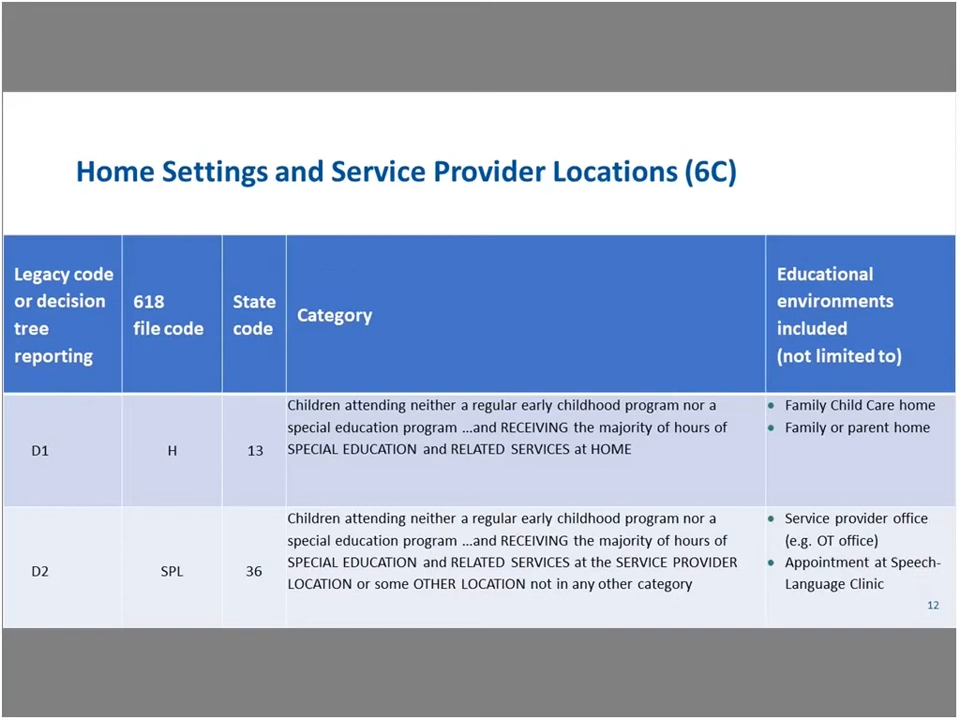 Home Settings and Service Provider Locations (6C)
Legacy code
or decision
tree
reporting
618
file code
State
code
Category
Educational
environments
included
(not limited to)
D1
H
13
Children attending neither a regular early childhood program nor a
special education program ...and RECEIVING the majority of hours of
SPECIAL EDUCATION and RELATED SERVICES at HOME
• Family Child Care home
• Family or parent home
D2
SPL
36
Children attending neither a regular early childhood program nor a
special education program ...and RECEIVING the majority of hours of
SPECIAL EDUCATION and RELATED SERVICES at the SERVICE PROVIDER
LOCATION or some OTHER LOCATION not in any other category
• Service provider office
(e.g. OT office)
• Appointment at Speech-
Language Clinic
12